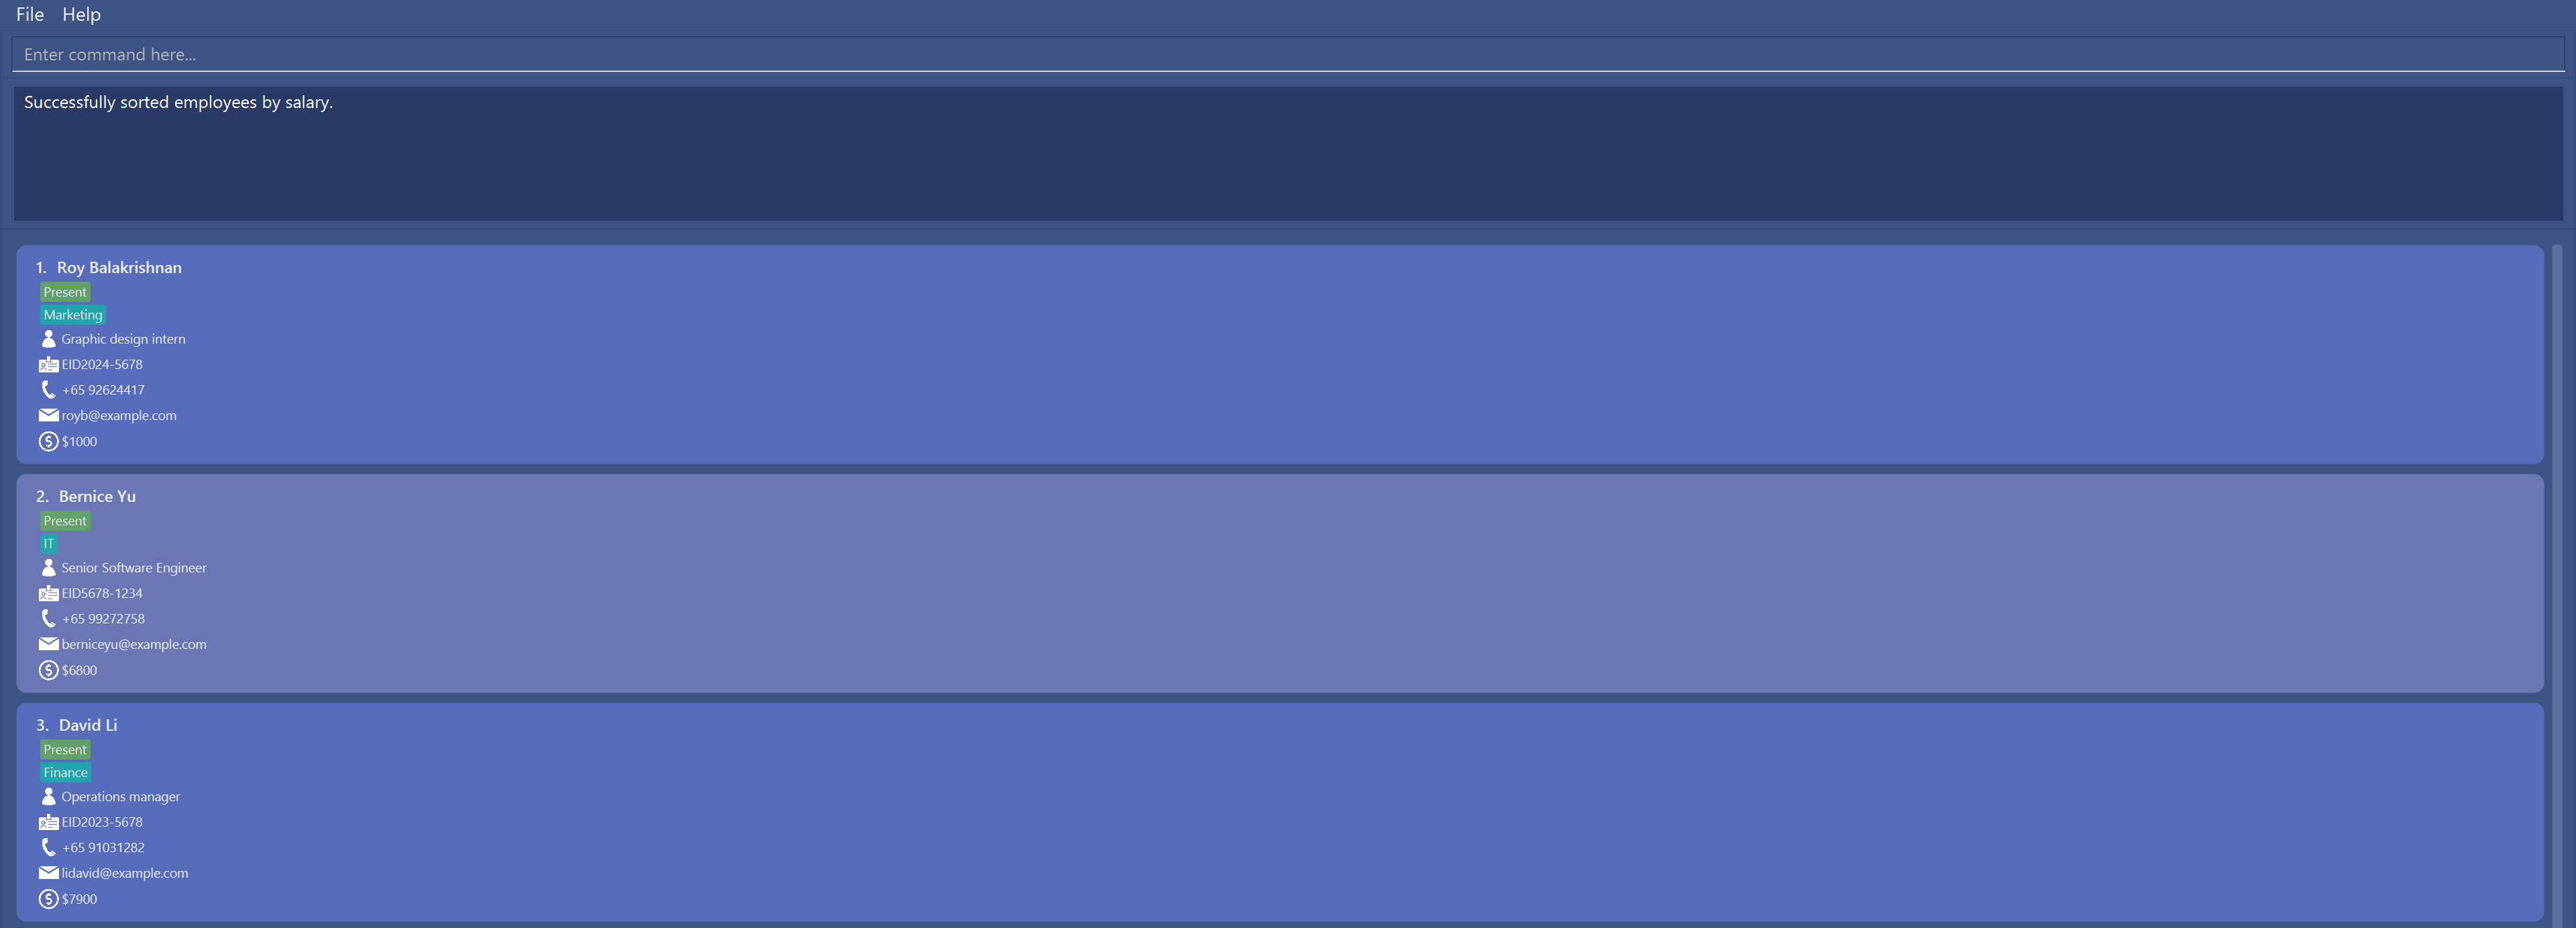 File Help
Enter command here...
Successfully sorted employees by salary.
1. Roy Balakrishnan
Present
Marketing
Graphic design intern
EID2024-5678
+65 92624417
royb@example.com
$1000
2. Bernice Yu
Present
IT
Senior Software Engineer
EID5678-1234
+65 99272758
berniceyu@example.com
$6800
3. David Li
Present
Finance
Operations manager
EID2023-5678
+65 91031282
lidavid@example.com
$7900